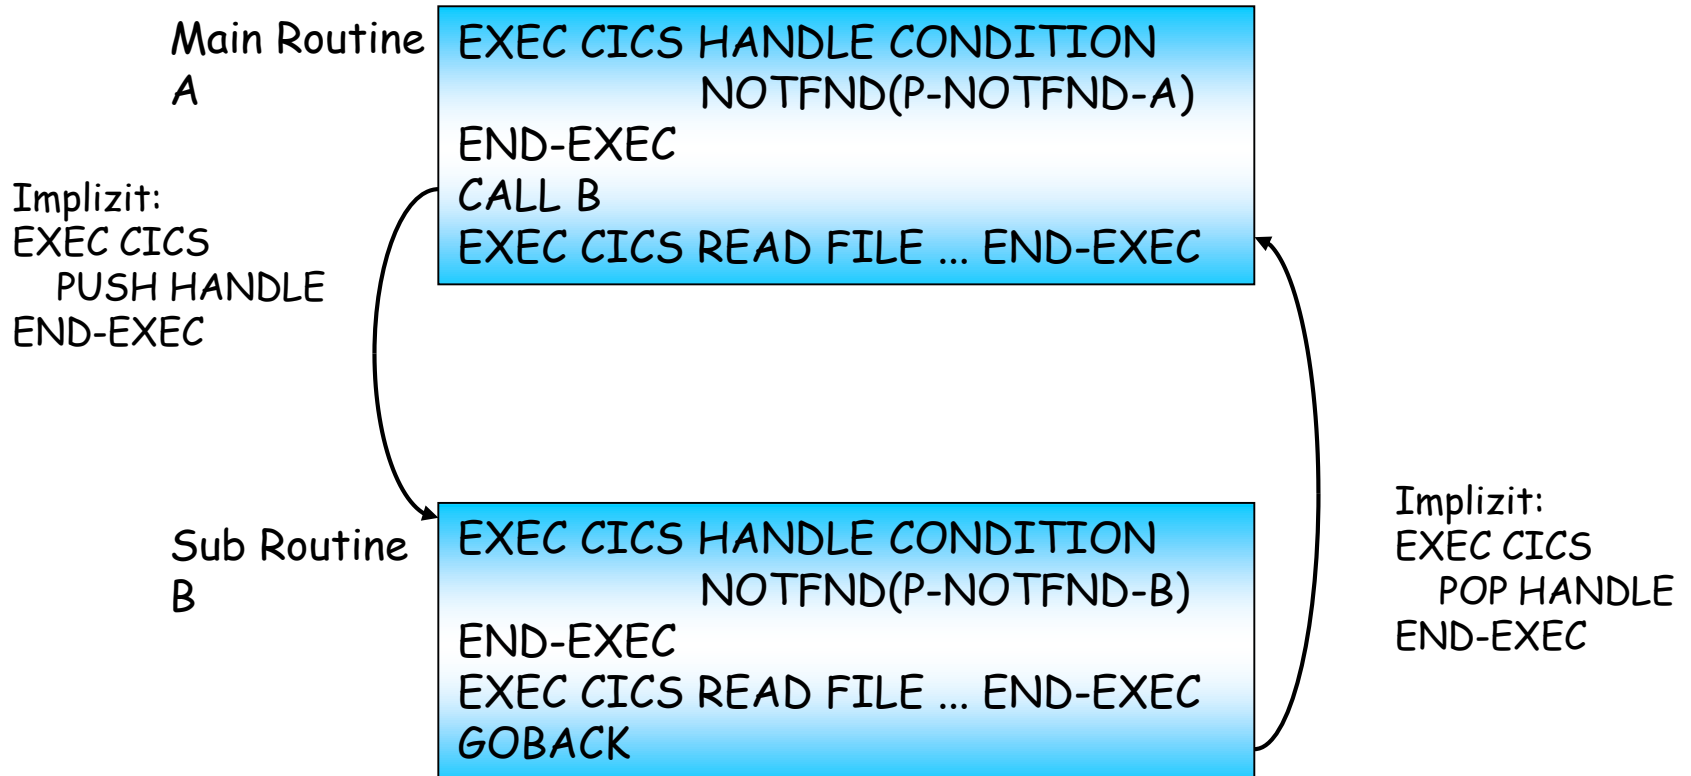 Main Routine
A
EXEC CICS HANDLE CONDITION
NOTFND(P-NOTFND-A)
END-EXEC
CALL B
EXEC CICS READ FILE ... END-EXEC
Implizit:
EXEC CICS
PUSH HANDLE
END-EXEC
Sub Routine
B
EXEC CICS HANDLE CONDITION
NOTFND(P-NOTFND-B)
END-EXEC
EXEC CICS READ FILE ... END-EXEC
GOBACK
Implizit:
EXEC CICS
POP HANDLE
END-EXEC